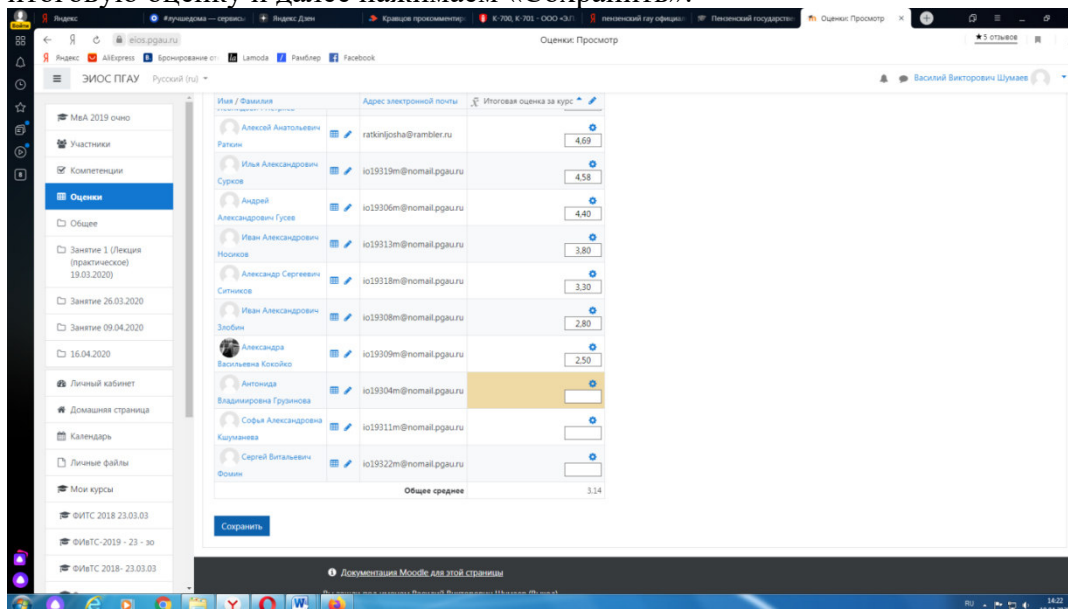 итоговую оценку и далее нажимаем «Сохранить».
Яндекс
#лучшедома — сервисы
Яндекс Дзен
Кравцов прокомментир
К-700, К-701 - ООО «ЭЛ
пензенский гау официал
Пензенский государстве
Оценки: Просмотр
eios.pgau.ru
Оценки: Просмотр
★5 отзывов
Яндекс
AliExpress
Бронирование от
Lamoda
Рамблер
Facebook
ЭИОС ПГАУ Русский (ru)
Василий Викторович Шумаев
МвА 2019 очно
Участники
Компетенции
Оценки
Общее
Занятие 1 (Лекция
(практическое)
19.03.2020)
Занятие 26.03.2020
Занятие 09.04.2020
16.04.2020
Личный кабинет
Домашняя страница
Календарь
Личные файлы
Мои курсы
ФИТС 2018 23.03.03
ФИвТС-2019 - 23 - зо
ФИвТС 2018- 23.03.03
Имя / Фамилия Адрес электронной почты Итоговая оценка за курс
Алексей Анатольевич
Раткин ratkinljosha@rambler.ru 4,69
Илья Александрович
Сурков io19319m@nomail.pgau.ru 4,58
Андрей
Александрович Гусев io19306m@nomail.pgau.ru 4,40
Иван Александрович
Носиков io19313m@nomail.pgau.ru 3,80
Александр Сергеевич
Ситников io19318m@nomail.pgau.ru 3,30
Иван Александрович
Злобин io19308m@nomail.pgau.ru 2,80
Александра
Васильевна Кокойко io19309m@nomail.pgau.ru 2,50
Антонида
Владимировна Грузинова io19304m@nomail.pgau.ru
Софья Александровна
Кшуманева io19311m@nomail.pgau.ru
Сергей Витальевич
Фомин io19322m@nomail.pgau.ru
Общее среднее 3,14
Сохранить
Документация Moodle для этой страницы
RU
14:22